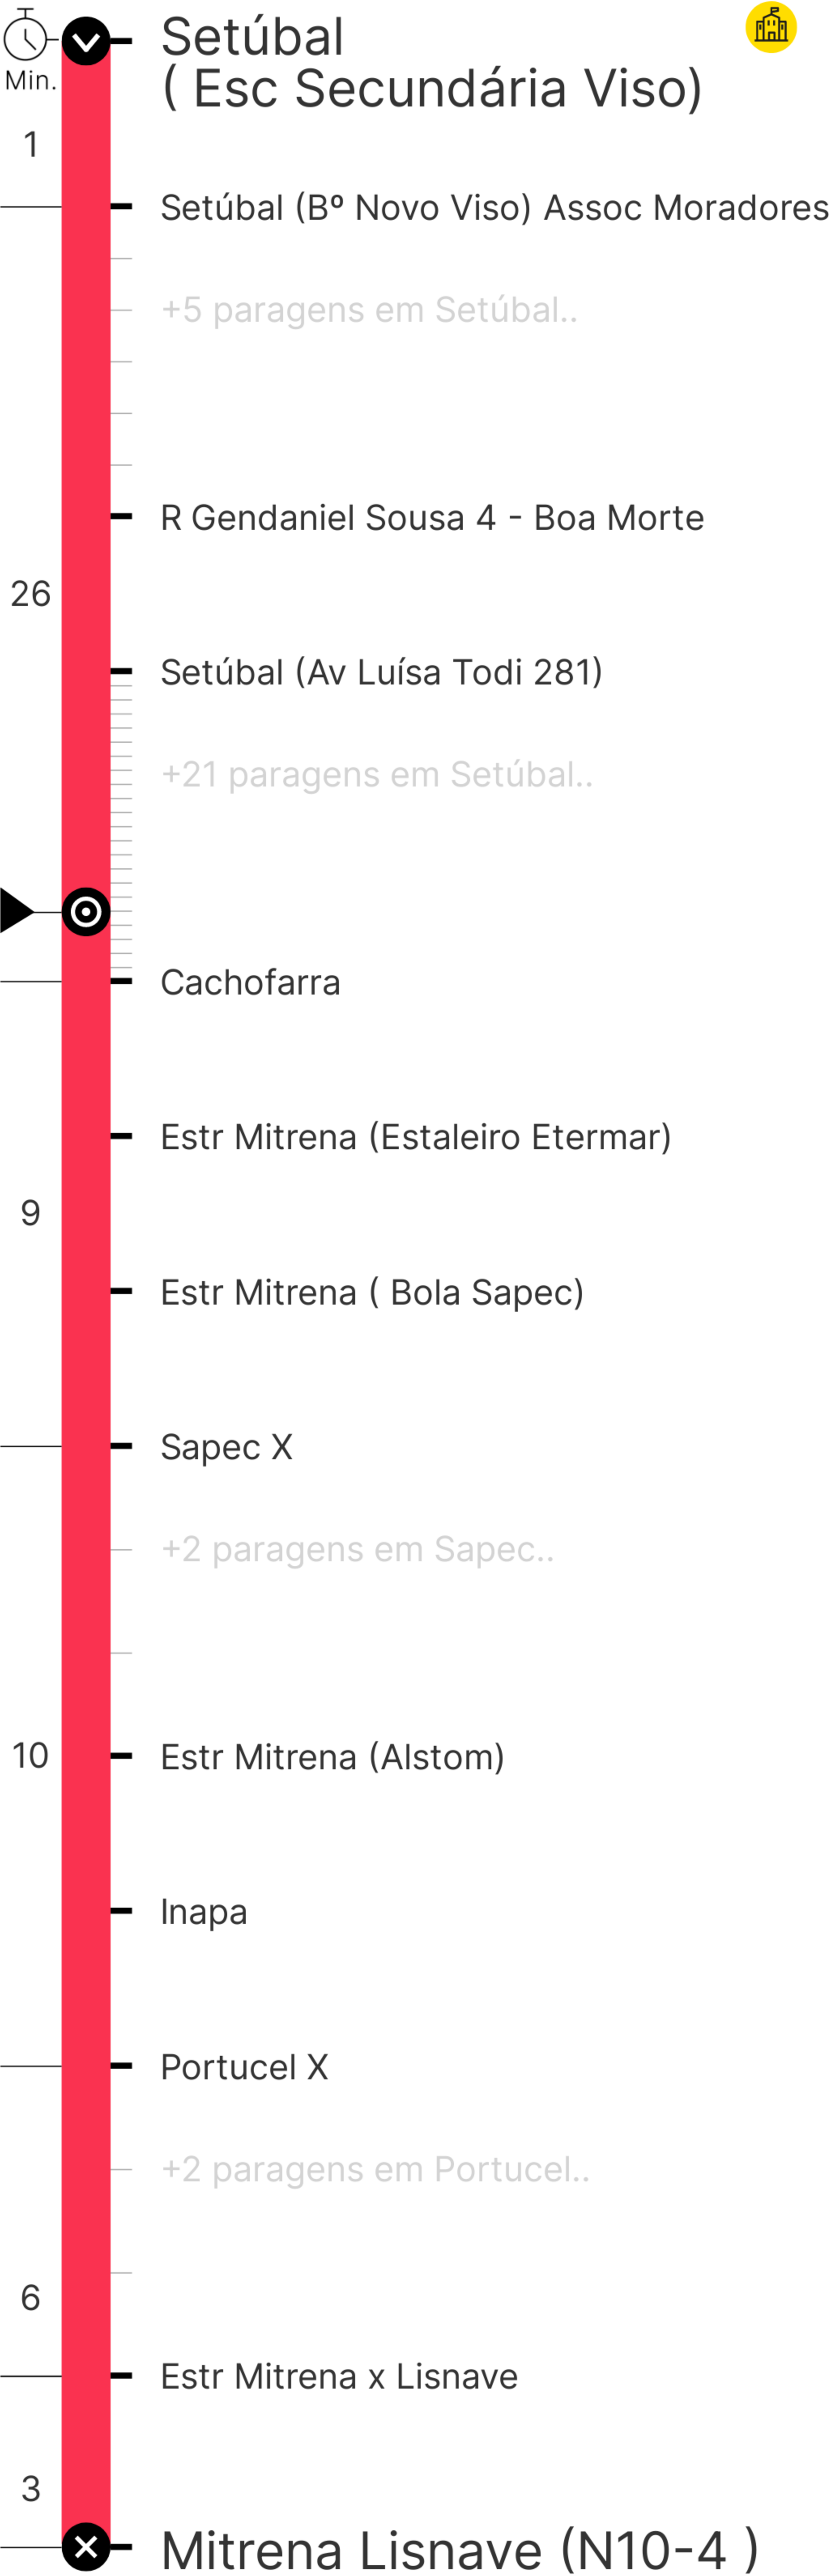 Setúbal
( Esc Secundária Viso)
Min.
1
Setúbal (Bº Novo Viso) Assoc Moradores
+5 paragens em Setúbal..
R Gendaniel Sousa 4 - Boa Morte
26
Setúbal (Av Luísa Todi 281)
+21 paragens em Setúbal..
Cachofarra
Estr Mitrena (Estaleiro Etermar)
9
Estr Mitrena ( Bola Sapec)
Sapec X
+2 paragens em Sapec..
10
Estr Mitrena (Alstom)
Inapa
Portucel X
+2 paragens em Portucel..
6
Estr Mitrena x Lisnave
3
Mitrena Lisnave (N10-4 )